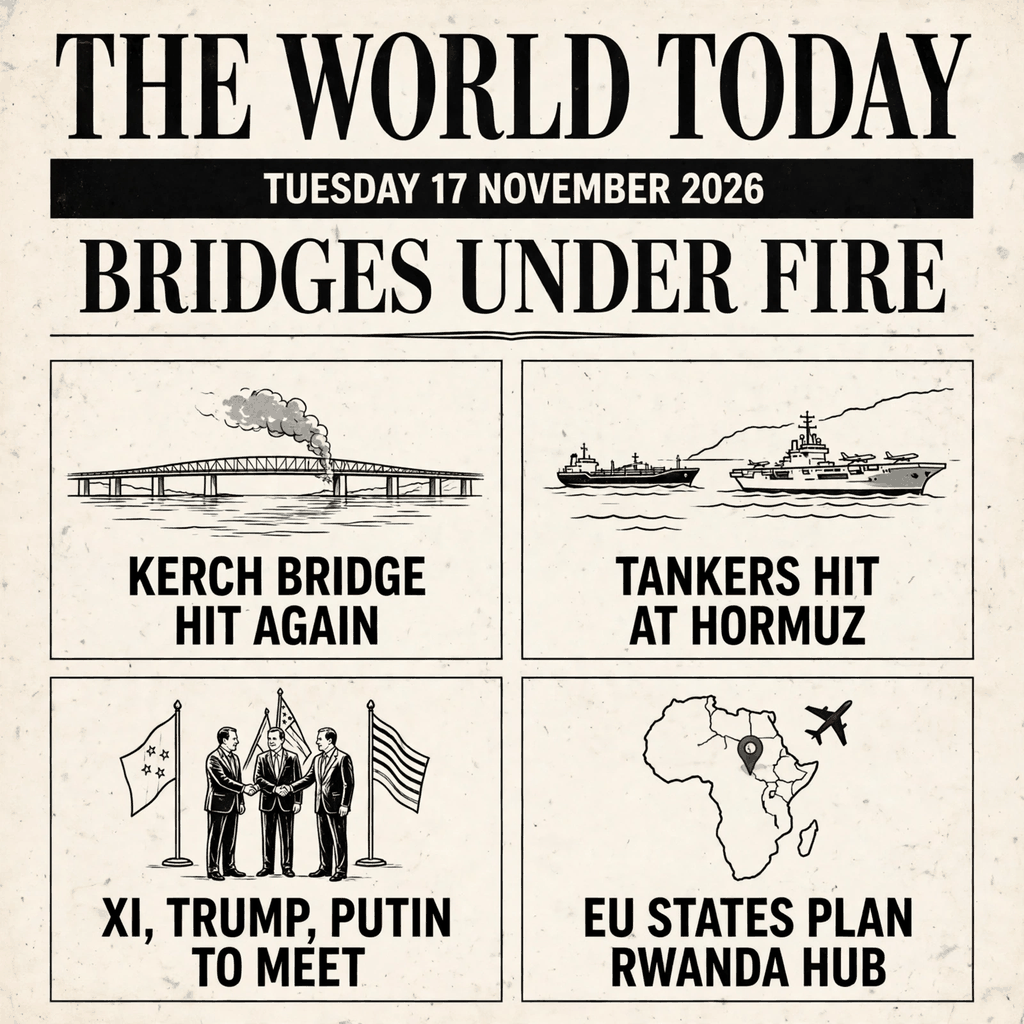 THE WORLD TODAY
TUESDAY 17 NOVEMBER 2026
BRIDGES UNDER FIRE
KERCH BRIDGE
HIT AGAIN
TANKERS HIT
AT HORMUZ
XI, TRUMP, PUTIN
TO MEET
EU STATES PLAN
RWANDA HUB